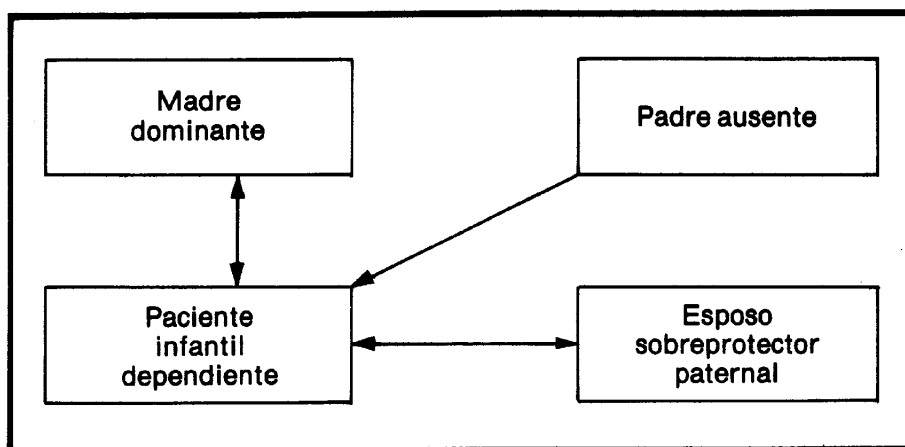 Madre
dominante
Padre ausente
Paciente
infantil
dependiente
Esposo
sobreprotector
paternal